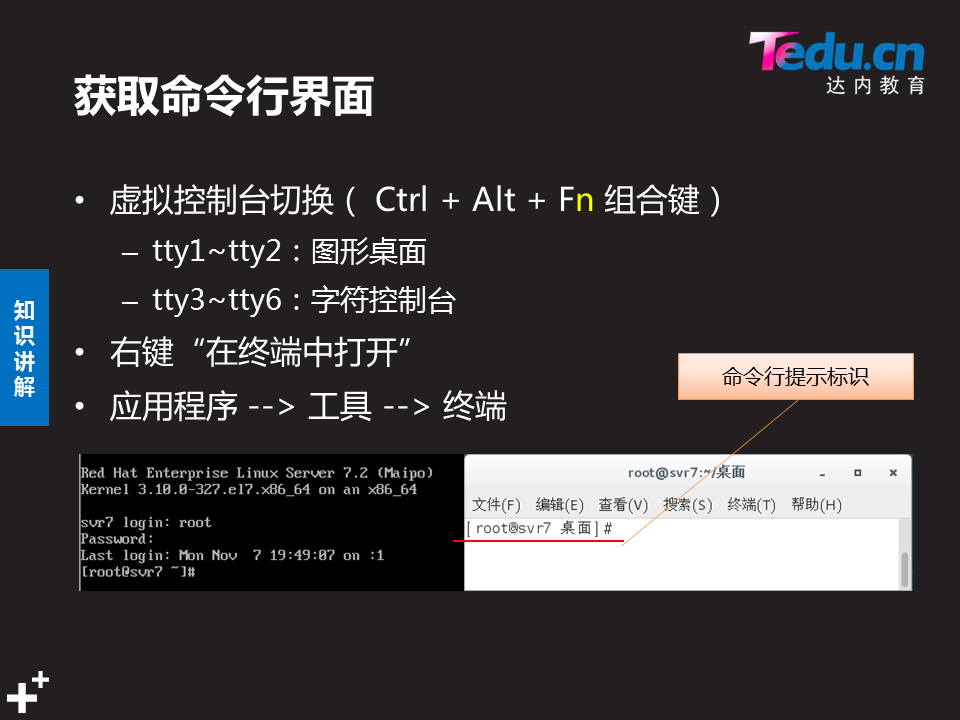 Tedu.cn
达内教育
获取命令行界面
• 虚拟控制台切换（ Ctrl + Alt + Fn 组合键）
– tty1~tty2：图形桌面
– tty3~tty6：字符控制台
• 右键“在终端中打开”
• 应用程序 --> 工具 --> 终端
知识讲解
命令行提示标识
Red Hat Enterprise Linux Server 7.2 (Maipo)
Kernel 3.10.0-327.el7.x86_64 on an x86_64
svr7 login: root
Password:
Last login: Mon Nov  7 19:49:07 on :1
[root@svr7 ~]#
root@svr7:~/桌面
文件(F) 编辑(E) 查看(V) 搜索(S) 终端(T) 帮助(H)
[root@svr7 桌面]#